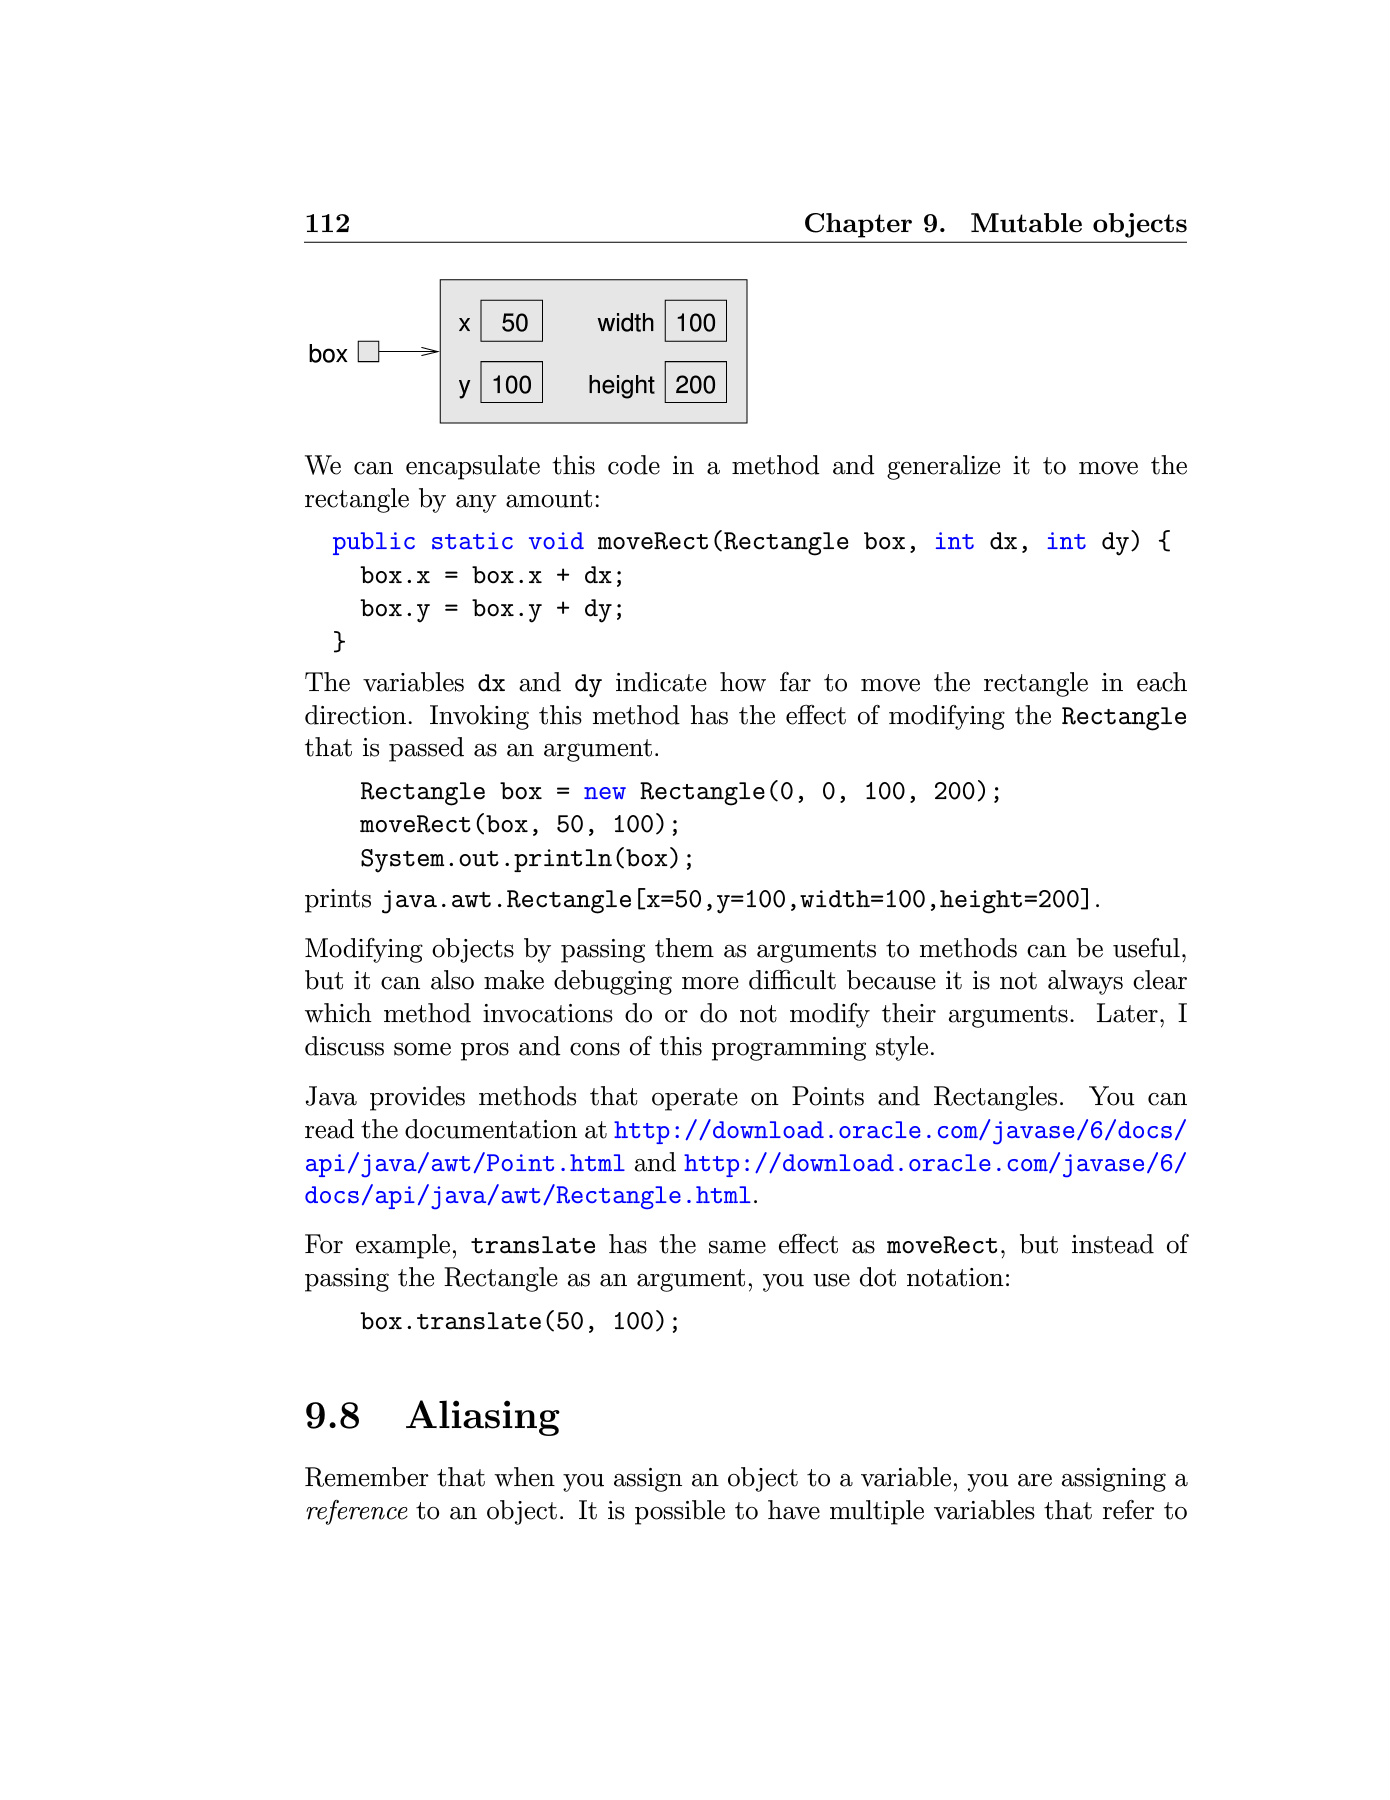 112 Chapter 9. Mutable objects
x 50 width 100
box
y 100 height 200
We can encapsulate this code in a method and generalize it to move the
rectangle by any amount:
public static void moveRect(Rectangle box, int dx, int dy) {
box.x = box.x + dx;
box.y = box.y + dy;
}
The variables dx and dy indicate how far to move the rectangle in each
direction. Invoking this method has the effect of modifying the Rectangle
that is passed as an argument.
Rectangle box = new Rectangle(0, 0, 100, 200);
moveRect(box, 50, 100);
System.out.println(box);
prints java.awt.Rectangle[x=50,y=100,width=100,height=200].
Modifying objects by passing them as arguments to methods can be useful,
but it can also make debugging more difficult because it is not always clear
which method invocations do or do not modify their arguments. Later, I
discuss some pros and cons of this programming style.
Java provides methods that operate on Points and Rectangles. You can
read the documentation at http://download.oracle.com/javase/6/docs/
api/java/awt/Point.html and http://download.oracle.com/javase/6/
docs/api/java/awt/Rectangle.html.
For example, translate has the same effect as moveRect, but instead of
passing the Rectangle as an argument, you use dot notation:
box.translate(50, 100);
9.8 Aliasing
Remember that when you assign an object to a variable, you are assigning a
reference to an object. It is possible to have multiple variables that refer to